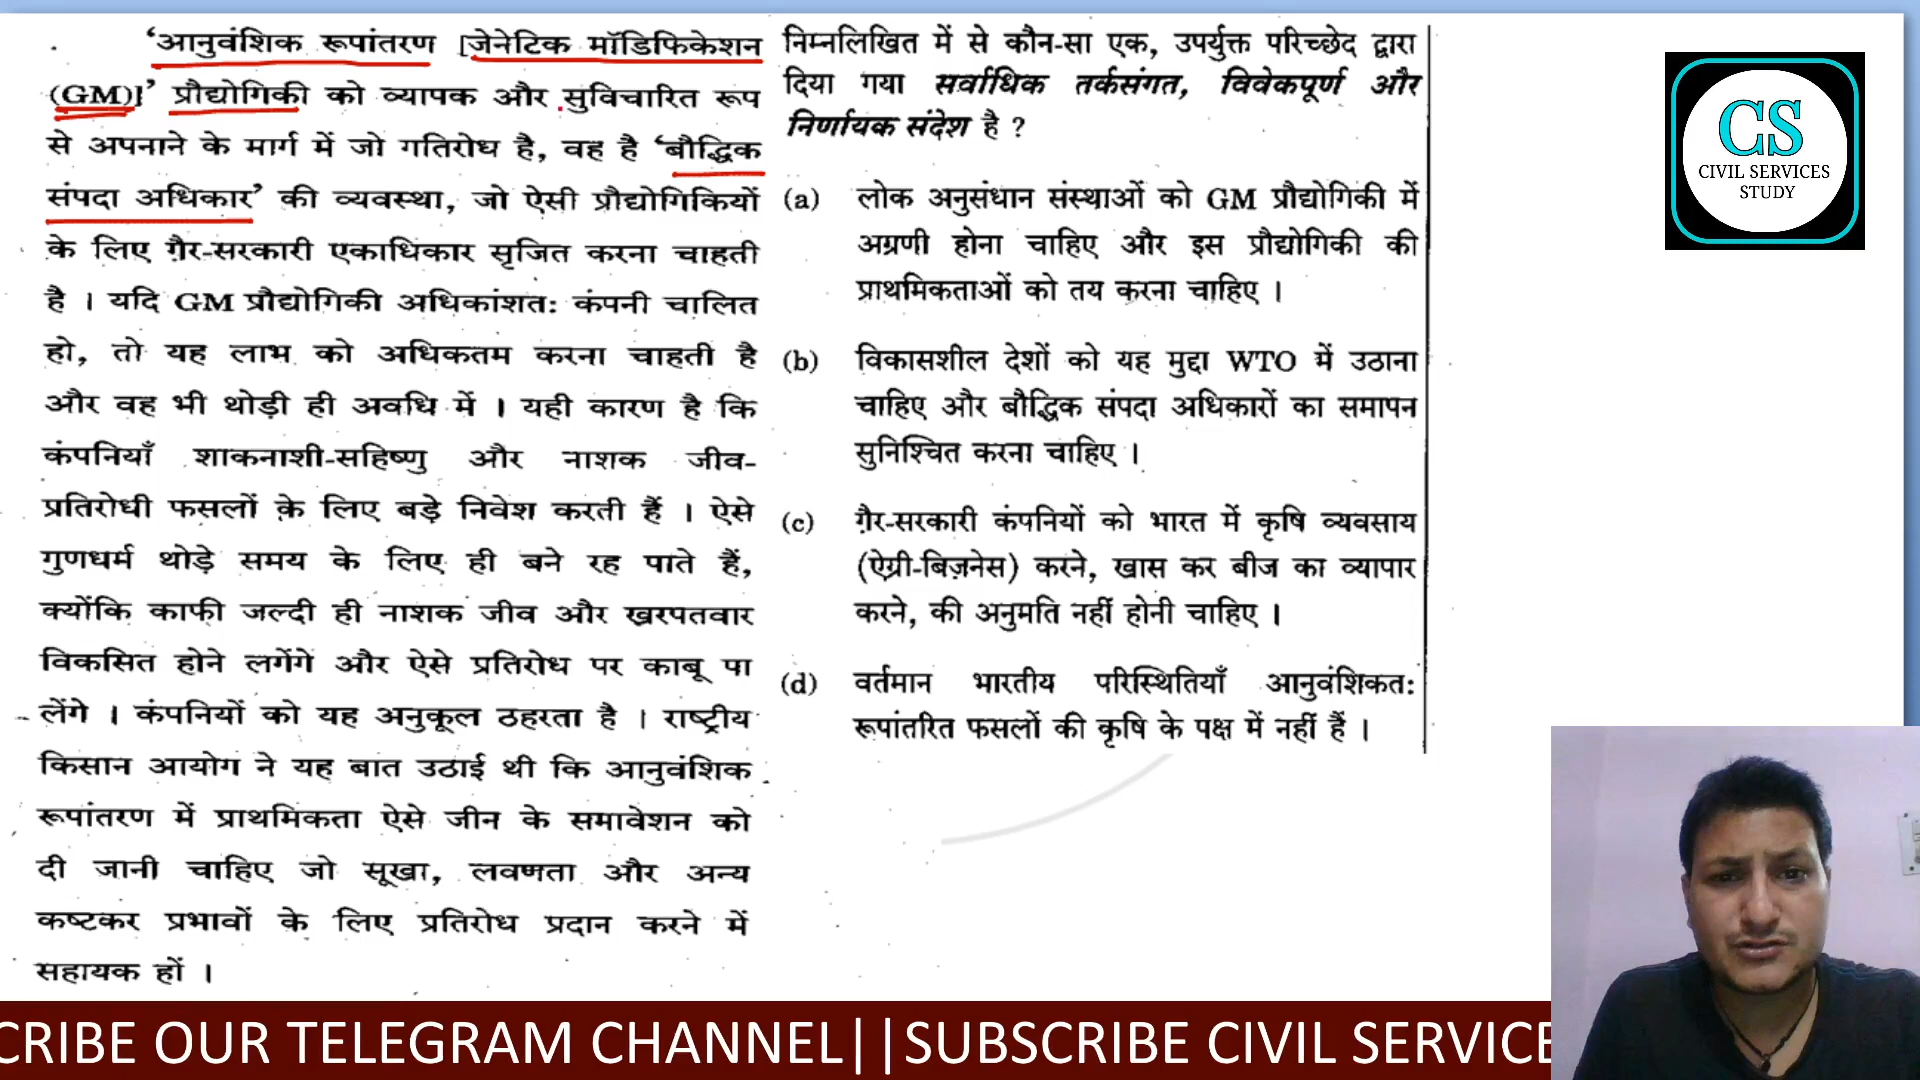 'आनुवंशिक रूपांतरण [जेनेटिक मॉडिफिकेशन
(GM)]' प्रौद्योगिकी को व्यापक और सुविचारित रूप
से अपनाने के मार्ग में जो गतिरोध है, वह है 'बौद्धिक
संपदा अधिकार' की व्यवस्था, जो ऐसी प्रौद्योगिकियों
के लिए ग़ैर-सरकारी एकाधिकार सृजित करना चाहती
है । यदि GM प्रौद्योगिकी अधिकांशतः कंपनी चालित
हो, तो यह लाभ को अधिकतम करना चाहती है
और वह भी थोड़ी ही अवधि में । यही कारण है कि
कंपनियाँ शाकनाशी-सहिष्णु और नाशक जीव-
प्रतिरोधी फसलों के लिए बड़े निवेश करती हैं । ऐसे
गुणधर्म थोड़े समय के लिए ही बने रह पाते हैं,
क्योंकि काफी जल्दी ही नाशक जीव और खरपतवार
विकसित होने लगेंगे और ऐसे प्रतिरोध पर काबू पा
लेंगे । कंपनियों को यह अनुकूल ठहरता है । राष्ट्रीय
किसान आयोग ने यह बात उठाई थी कि आनुवंशिक
रूपांतरण में प्राथमिकता ऐसे जीन के समावेशन को
दी जानी चाहिए जो सूखा, लवणता और अन्य
कष्टकर प्रभावों के लिए प्रतिरोध प्रदान करने में
सहायक हों ।
निम्नलिखित में से कौन-सा एक, उपर्युक्त परिच्छेद द्वारा
दिया गया सर्वाधिक तर्कसंगत, विवेकपूर्ण और
निर्णायक संदेश है ?
(a) लोक अनुसंधान संस्थाओं को GM प्रौद्योगिकी में
अग्रणी होना चाहिए और इस प्रौद्योगिकी की
प्राथमिकताओं को तय करना चाहिए ।
(b) विकासशील देशों को यह मुद्दा WTO में उठाना
चाहिए और बौद्धिक संपदा अधिकारों का समापन
सुनिश्चित करना चाहिए ।
(c) ग़ैर-सरकारी कंपनियों को भारत में कृषि व्यवसाय
(ऐग्री-बिज़नेस) करने, खास कर बीज का व्यापार
करने, की अनुमति नहीं होनी चाहिए ।
(d) वर्तमान भारतीय परिस्थितियाँ आनुवंशिकतः
रूपांतरित फसलों की कृषि के पक्ष में नहीं हैं ।
CS
CIVIL SERVICES
STUDY
CRIBE OUR TELEGRAM CHANNEL||SUBSCRIBE CIVIL SERVICE